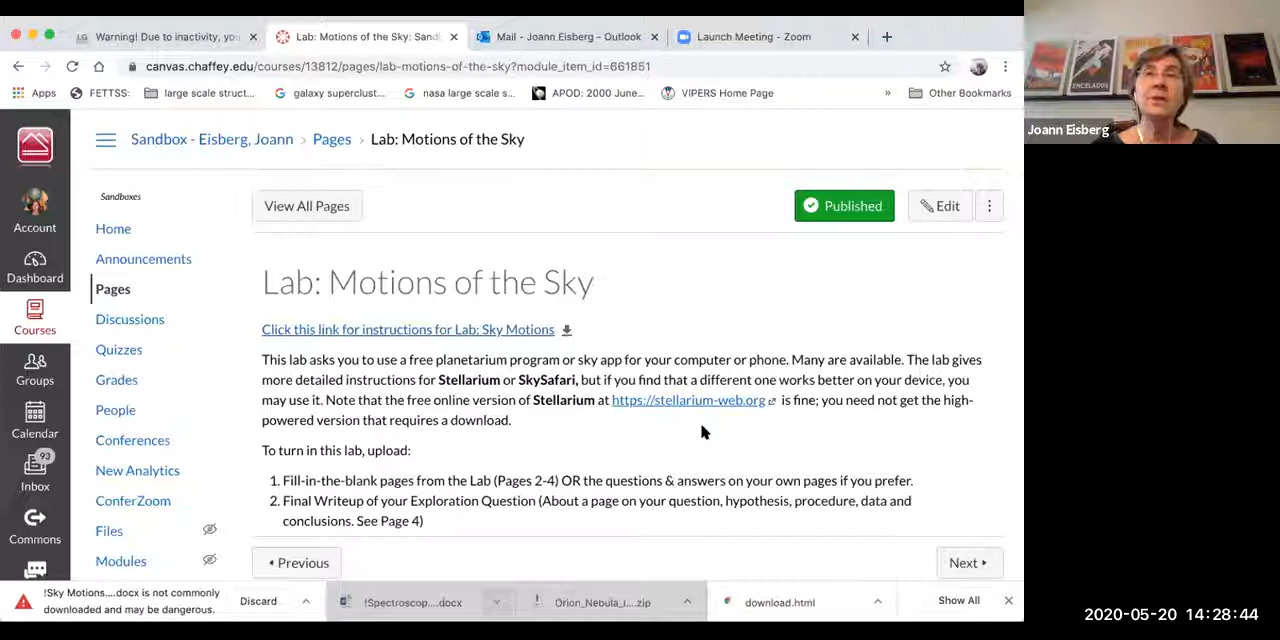 Warning! Due to inactivity, you
Lab: Motions of the Sky: Sand
Mail - Joann Eisberg - Outlook
Launch Meeting - Zoom
canvas.chaffey.edu/courses/13812/pages/lab-motions-of-the-sky?module_item_id=661851
Apps
FETTSS:
large scale struct...
galaxy superclust...
nasa large scale s...
APOD: 2000 June...
VIPERS Home Page
»
Other Bookmarks
ENCELADUS
Joann Eisberg
Sandbox - Eisberg, Joann > Pages > Lab: Motions of the Sky
Account
Dashboard
Courses
Groups
Calendar
93
Inbox
Commons
Sandboxes
Home
Announcements
Pages
Discussions
Quizzes
Grades
People
Conferences
New Analytics
ConferZoom
Files
Modules
View All Pages
Published
Edit
Lab: Motions of the Sky
Click this link for instructions for Lab: Sky Motions
This lab asks you to use a free planetarium program or sky app for your computer or phone. Many are available. The lab gives
more detailed instructions for Stellarium or SkySafari, but if you find that a different one works better on your device, you
may use it. Note that the free online version of Stellarium at https://stellarium-web.org is fine; you need not get the high-
powered version that requires a download.
To turn in this lab, upload:
1. Fill-in-the-blank pages from the Lab (Pages 2-4) OR the questions & answers on your own pages if you prefer.
2. Final Writeup of your Exploration Question (About a page on your question, hypothesis, procedure, data and
conclusions. See Page 4)
Previous
Next
!Sky Motions....docx is not commonly
downloaded and may be dangerous.
Discard
!Spectroscop....docx
Orion_Nebula_I....zip
download.html
Show All
2020-05-20 14:28:44